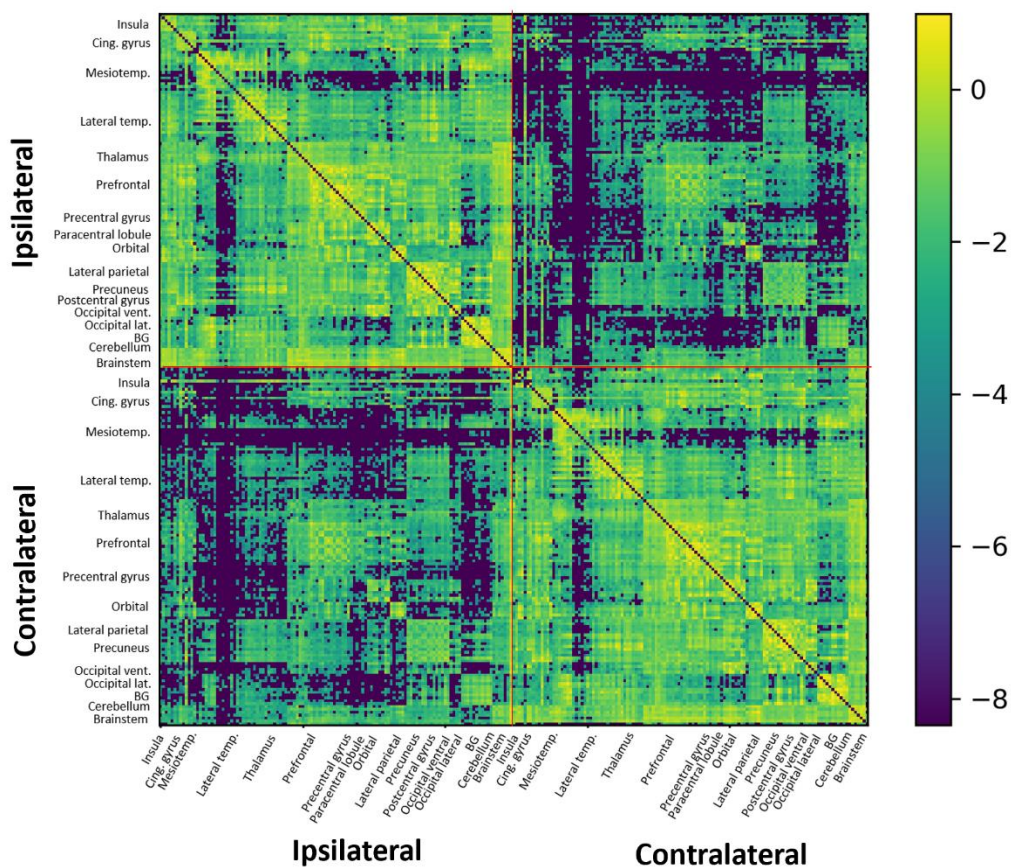 Ipsilateral
Insula
Cing. gyrus
Mesiotemp.
Lateral temp.
Thalamus
Prefrontal
Precentral gyrus
Paracentral lobule
Orbital
Lateral parietal
Precuneus
Postcentral gyrus
Occipital vent.
Occipital lat.
BG
Cerebellum
Brainstem
Contralateral
Insula
Cing. gyrus
Mesiotemp.
Lateral temp.
Thalamus
Prefrontal
Precentral gyrus
Orbital
Lateral parietal
Precuneus
Occipital vent.
Occipital lat.
BG
Cerebellum
Brainstem
Insula
Cing. gyrus
Mesiotemp.
Lateral temp.
Thalamus
Prefrontal
Precentral gyrus
Paracentral lobule
Orbital
Lateral parietal
Precuneus
Postcentral gyrus
Occipital ventral
Occipital lateral
BG
Cerebellum
Brainstem
Insula
Cing. gyrus
Mesiotemp.
Lateral temp.
Thalamus
Prefrontal
Precentral gyrus
Paracentral lobule
Orbital
Lateral parietal
Precuneus
Postcentral gyrus
Occipital ventral
Occipital lateral
BG
Cerebellum
Brainstem
Ipsilateral
Contralateral
0
−2
−4
−6
−8